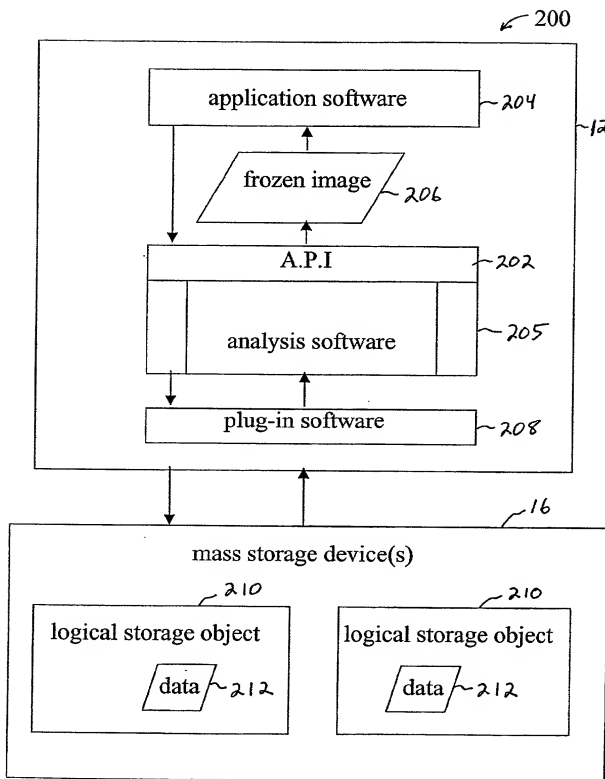 200
application software
204
12
frozen image
206
A.P.I
202
analysis software
205
plug-in software
208
16
mass storage device(s)
210
210
logical storage object
logical storage object
data
212
data
212